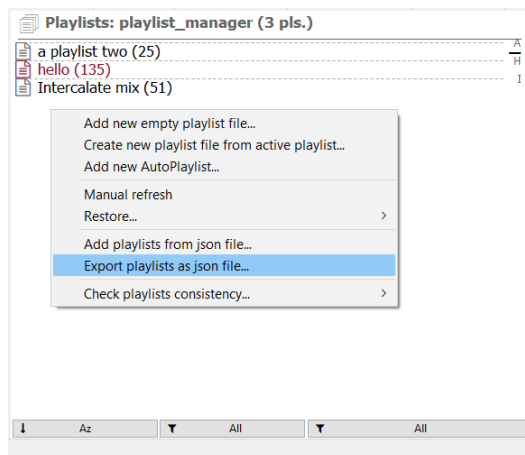 Playlists: playlist_manager (3 pls.)
a playlist two (25)
hello (135)
Intercalate mix (51)
A
H
I
Add new empty playlist file...
Create new playlist file from active playlist...
Add new AutoPlaylist...
Manual refresh
Restore...
Add playlists from json file...
Export playlists as json file...
Check playlists consistency...
Az
All
All